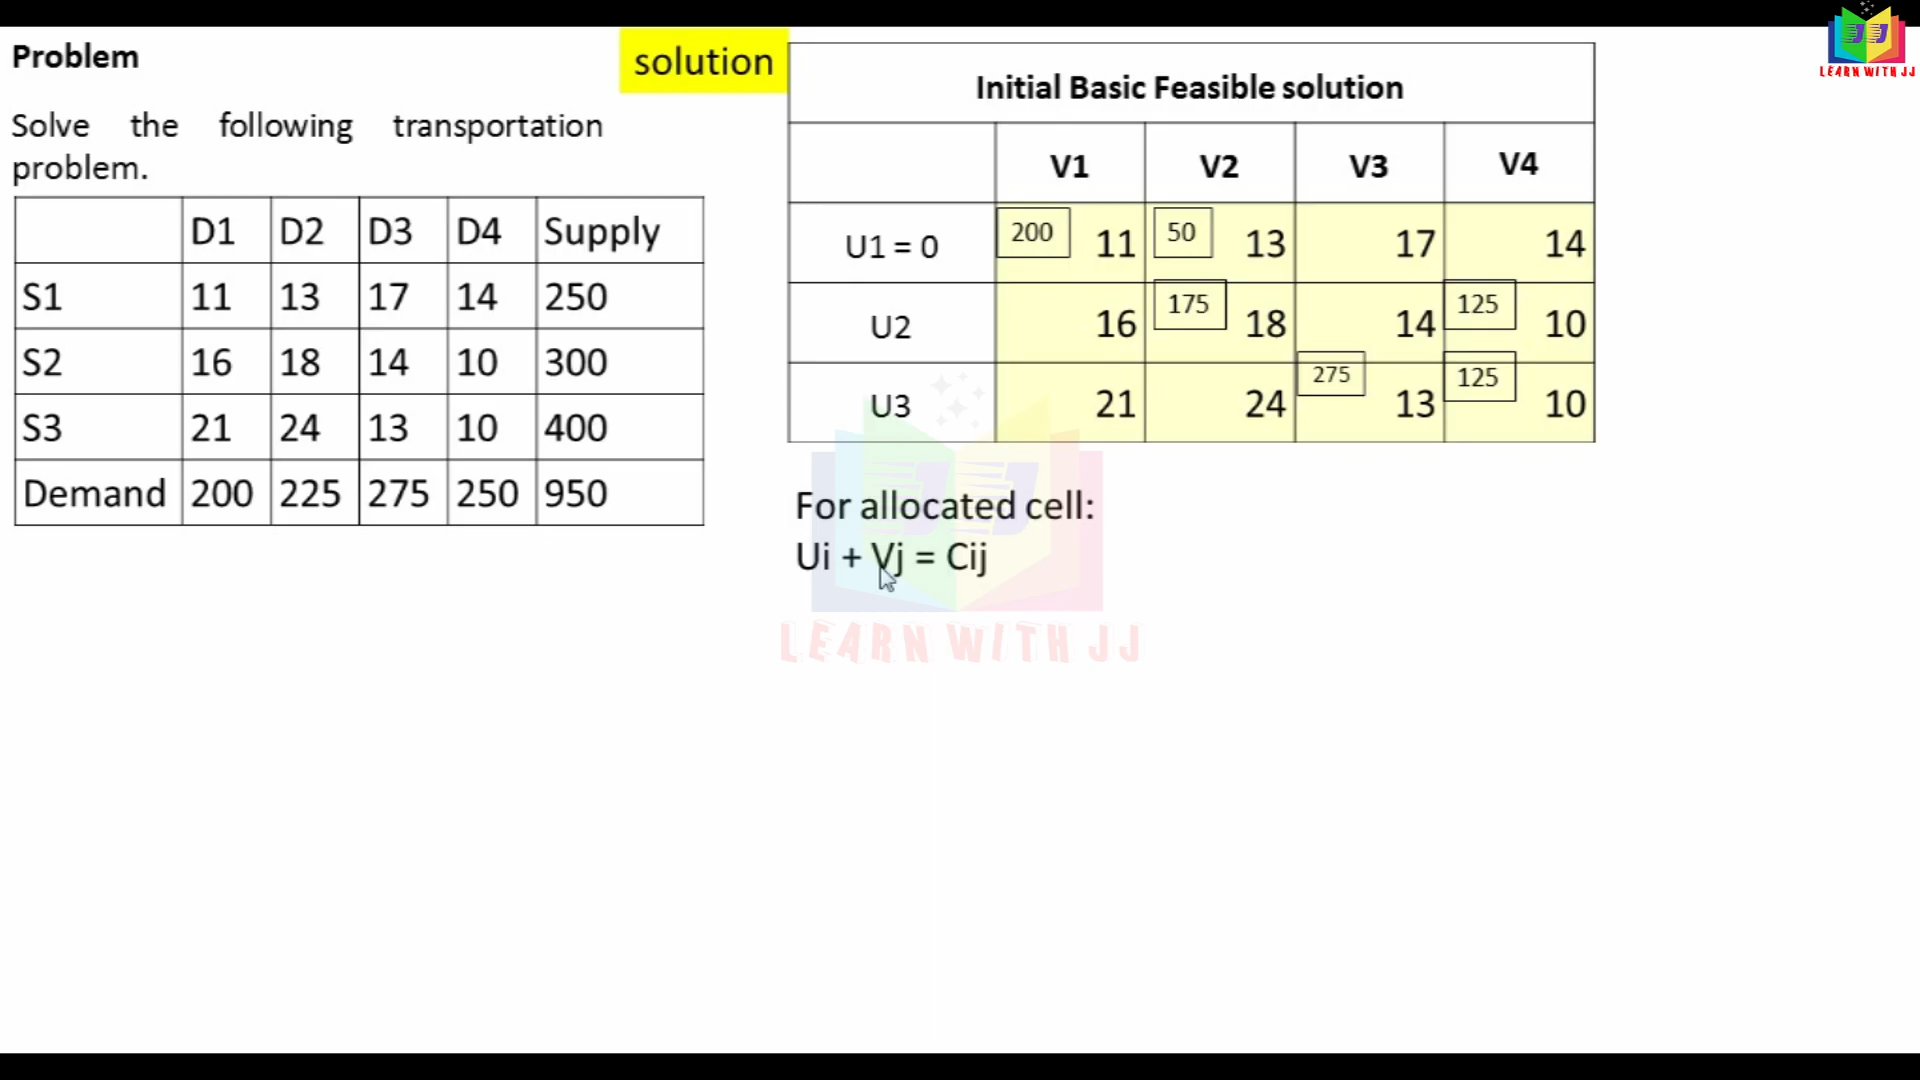 Problem
Solve the following transportation
problem.
D1 D2 D3 D4 Supply
S1 11 13 17 14 250
S2 16 18 14 10 300
S3 21 24 13 10 400
Demand 200 225 275 250 950
solution
Initial Basic Feasible solution
V1 V2 V3 V4
U1 = 0 200 11 50 13 17 14
U2 16 175 18 14 125 10
U3 21 24 275 13 125 10
For allocated cell:
Ui + Vj = Cij
JJ
LEARN WITH JJ
JJ
LEARN WITH JJ